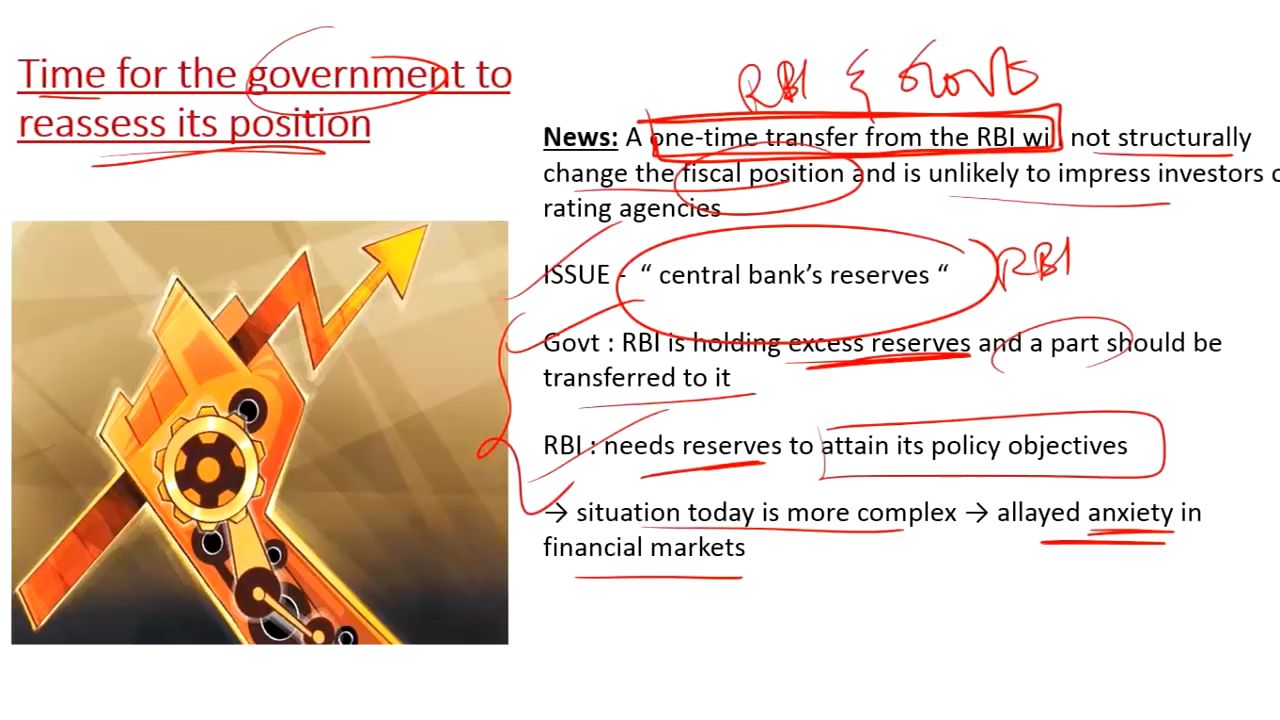 Time for the government to
reassess its position
RBI & Govt
News: A one-time transfer from the RBI will not structurally
change the fiscal position and is unlikely to impress investors
rating agencies
ISSUE - “ central bank’s reserves “
RBI
Govt : RBI is holding excess reserves and a part should be
transferred to it
RBI : needs reserves to attain its policy objectives
→ situation today is more complex → allayed anxiety in
financial markets